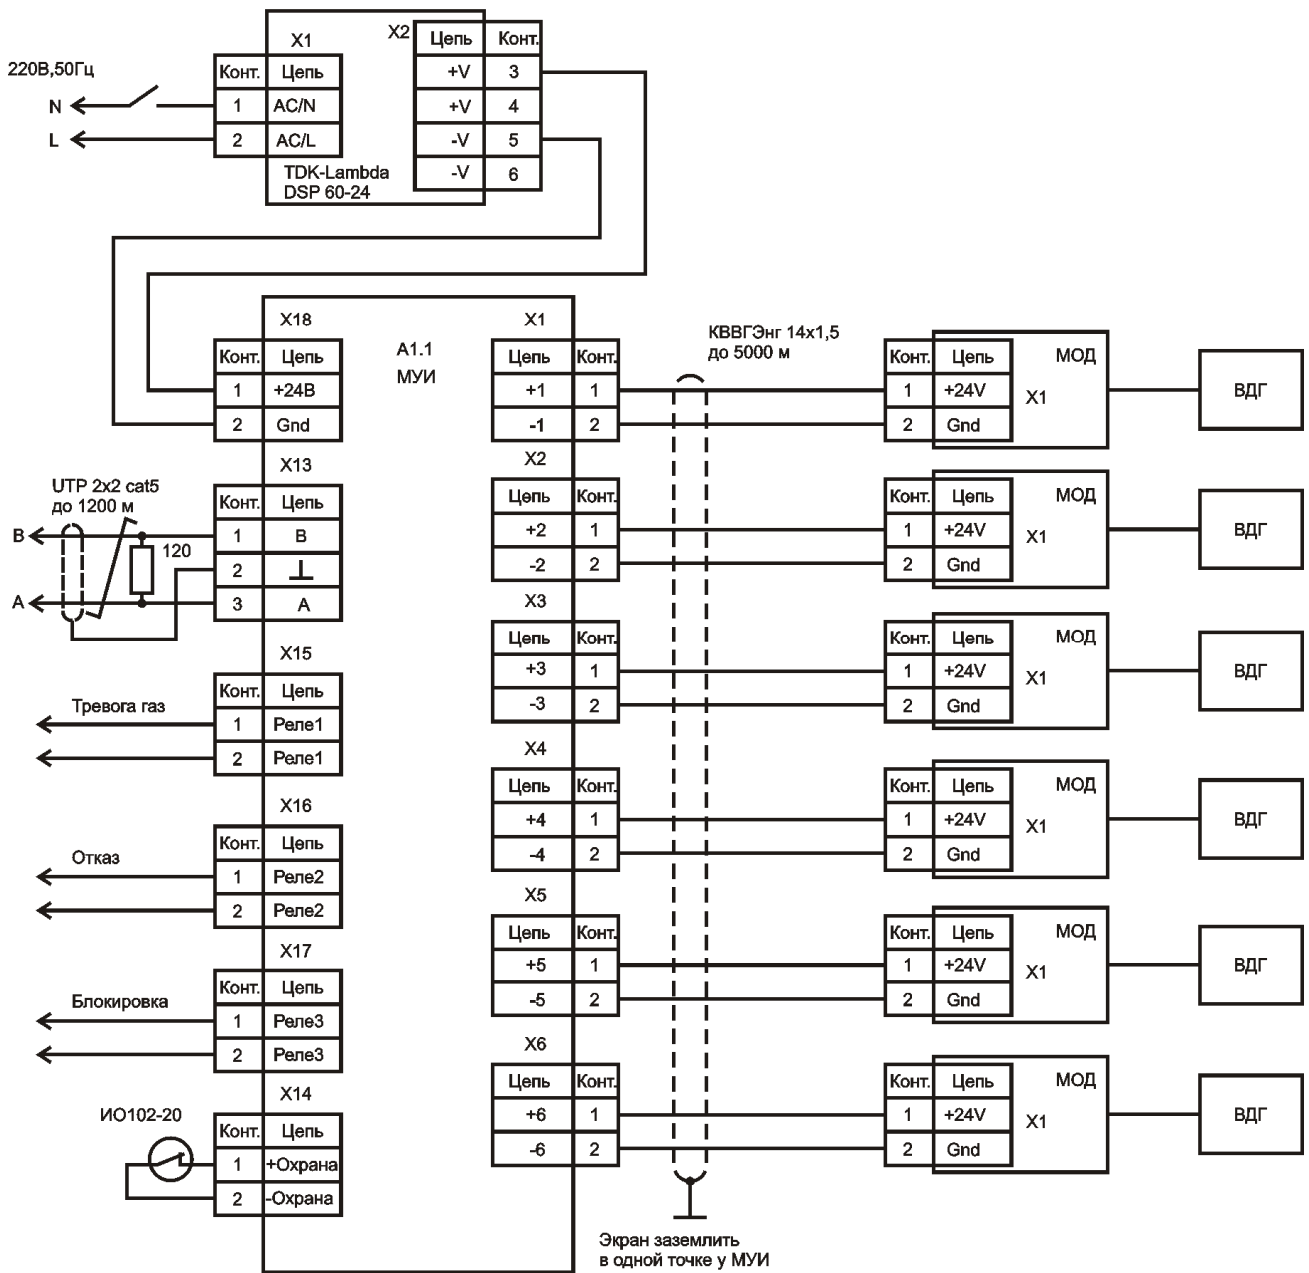 220В,50Гц
N
L
X1
Конт. Цепь
1 AC/N
2 AC/L
TDK-Lambda
DSP 60-24
X2
Цепь Конт.
+V 3
+V 4
-V 5
-V 6
A1.1
МУИ
X18
Конт. Цепь
1 +24В
2 Gnd
UTP 2x2 cat5
до 1200 м
B
A
120
X13
Конт. Цепь
1 B
2
3 A
Тревога газ
X15
Конт. Цепь
1 Реле1
2 Реле1
Отказ
X16
Конт. Цепь
1 Реле2
2 Реле2
Блокировка
X17
Конт. Цепь
1 Реле3
2 Реле3
ИО102-20
X14
Конт. Цепь
1 +Охрана
2 -Охрана
X1
Цепь Конт.
+1 1
-1 2
X2
Цепь Конт.
+2 1
-2 2
X3
Цепь Конт.
+3 1
-3 2
X4
Цепь Конт.
+4 1
-4 2
X5
Цепь Конт.
+5 1
-5 2
X6
Цепь Конт.
+6 1
-6 2
КВВГЭнг 14x1,5
до 5000 м
Экран заземлить
в одной точке у МУИ
Конт. Цепь МОД
1 +24V X1
2 Gnd
ВДГ
Конт. Цепь МОД
1 +24V X1
2 Gnd
ВДГ
Конт. Цепь МОД
1 +24V X1
2 Gnd
ВДГ
Конт. Цепь МОД
1 +24V X1
2 Gnd
ВДГ
Конт. Цепь МОД
1 +24V X1
2 Gnd
ВДГ
Конт. Цепь МОД
1 +24V X1
2 Gnd
ВДГ